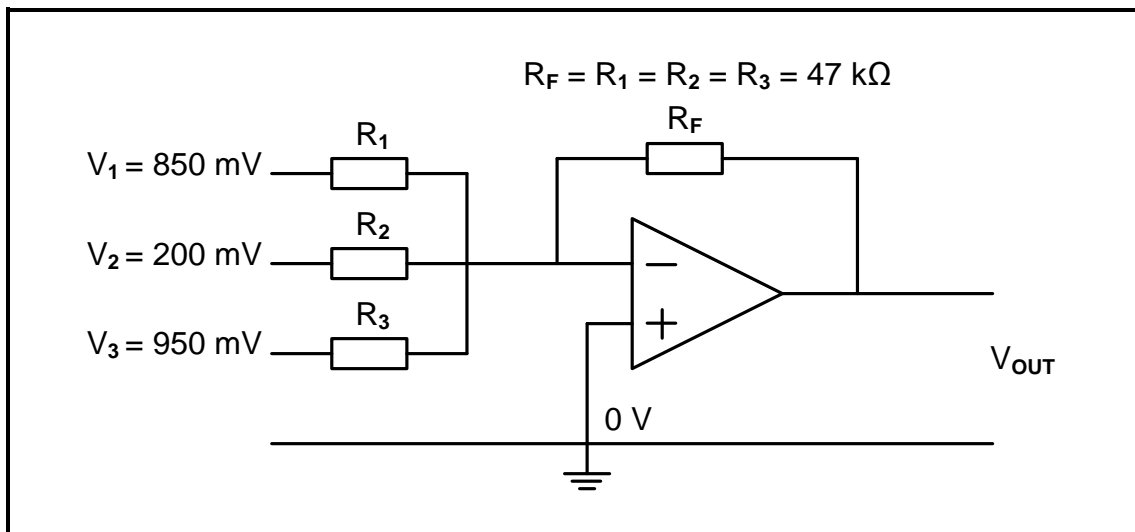 R_F = R_1 = R_2 = R_3 = 47 kΩ
R_F
R_1
V_1 = 850 mV
R_2
V_2 = 200 mV
R_3
V_3 = 950 mV
−
+
V_OUT
0 V